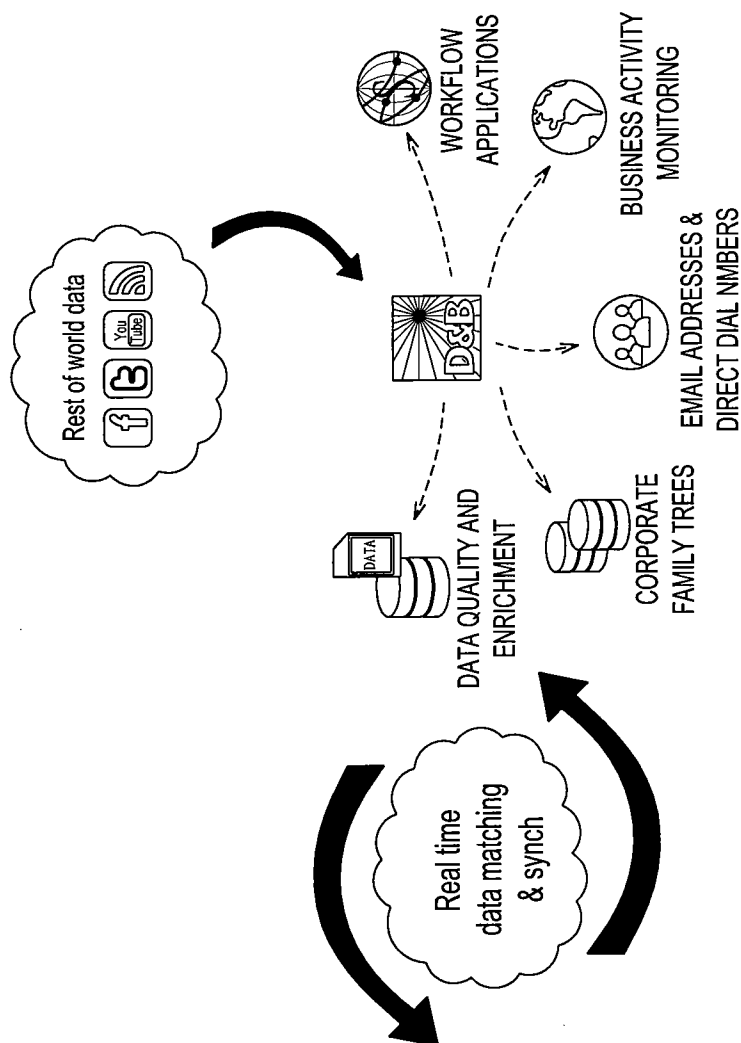 Rest of world data
f t You
Tube
DATA
D&B
DATA QUALITY AND
ENRICHMENT
WORKFLOW
APPLICATIONS
CORPORATE
FAMILY TREES
EMAIL ADDRESSES &
DIRECT DIAL NMBERS
BUSINESS ACTIVITY
MONITORING
Real time
data matching
& synch